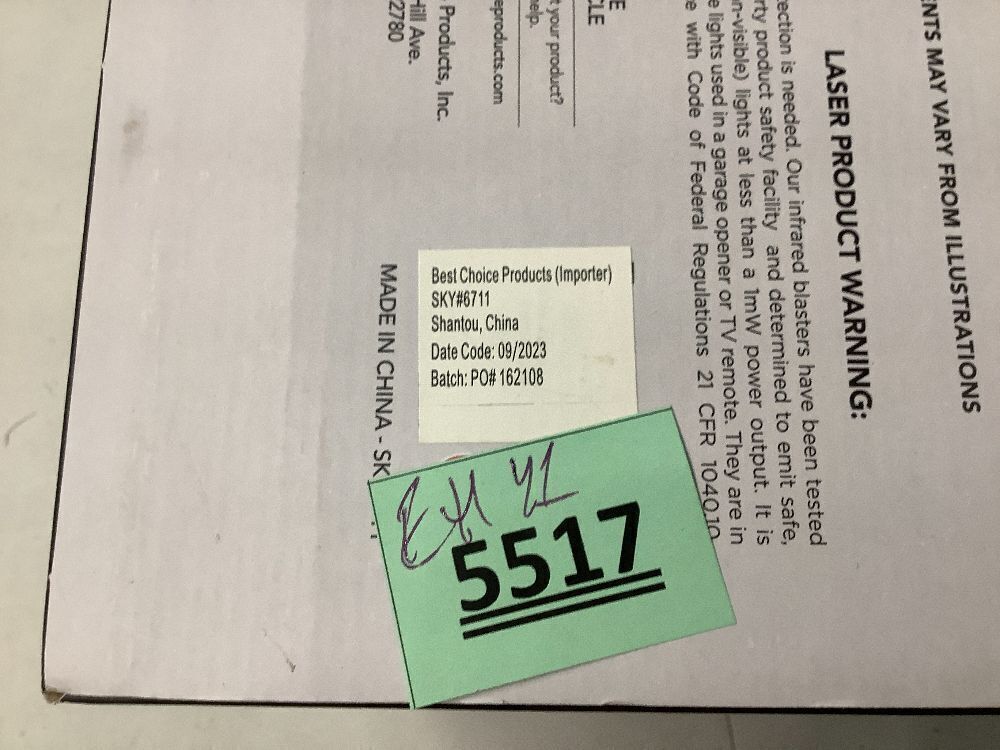 ENTS MAY VARY FROM ILLUSTRATIONS
LASER PRODUCT WARNING:
ection is needed. Our infrared blasters have been tested
rty product safety facility and determined to emit safe,
n-visible) lights at less than a 1mW power output. It is
e lights used in a garage opener or TV remote. They are in
e with Code of Federal Regulations 21 CFR 1040.10
E
CLE
t your product?
help.
eproducts.com
Products, Inc.
Hill Ave.
2780
MADE IN CHINA - SK
Best Choice Products (Importer)
SKY#6711
Shantou, China
Date Code: 09/2023
Batch: PO# 162108
5517